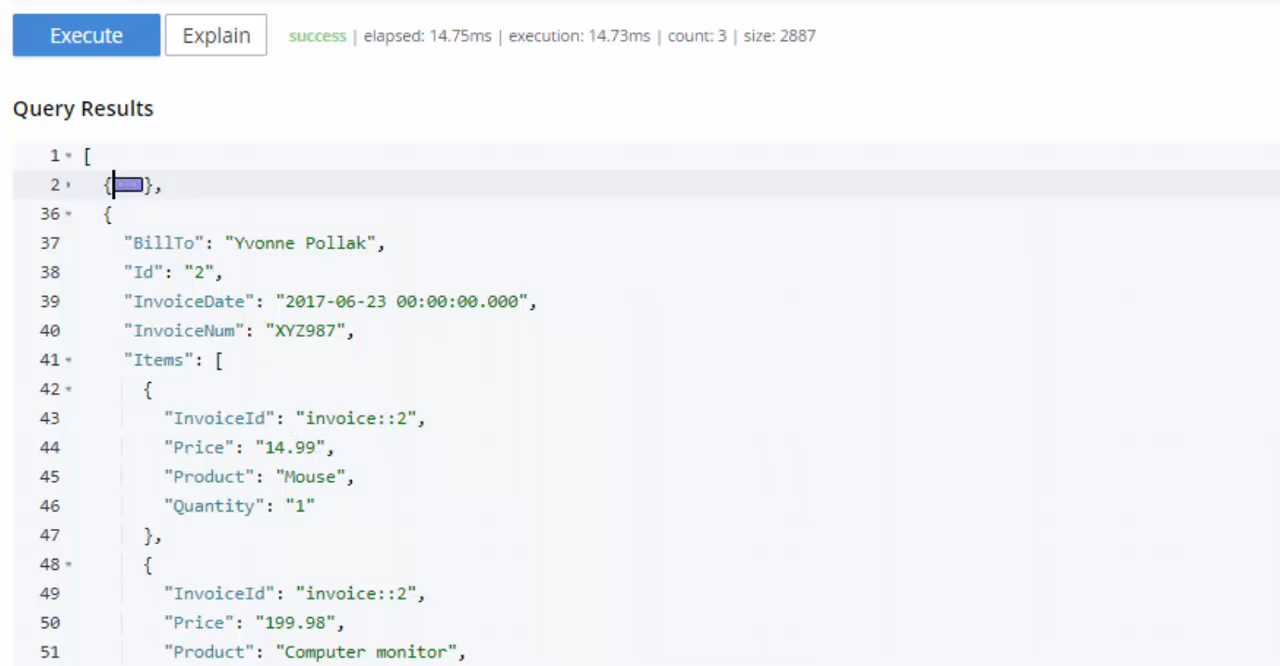 Execute Explain success | elapsed: 14.75ms | execution: 14.73ms | count: 3 | size: 2887
Query Results
1 [
2 {},
36 {
37 "BillTo": "Yvonne Pollak",
38 "Id": "2",
39 "InvoiceDate": "2017-06-23 00:00:00.000",
40 "InvoiceNum": "XYZ987",
41 "Items": [
42 {
43 "InvoiceId": "invoice::2",
44 "Price": "14.99",
45 "Product": "Mouse",
46 "Quantity": "1"
47 },
48 {
49 "InvoiceId": "invoice::2",
50 "Price": "199.98",
51 "Product": "Computer monitor",